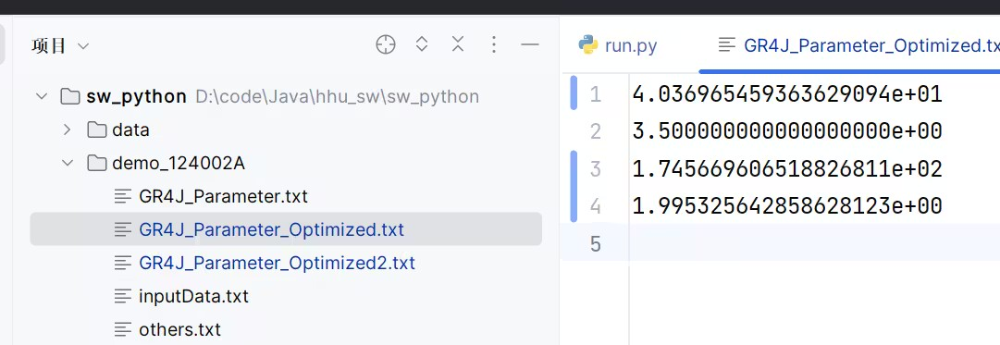 项目
sw_python D:\code\Java\hhu_sw\sw_python
data
demo_124002A
GR4J_Parameter.txt
GR4J_Parameter_Optimized.txt
GR4J_Parameter_Optimized2.txt
inputData.txt
others.txt
run.py GR4J_Parameter_Optimized.tx
1 4.036965459363629094e+01
2 3.500000000000000000e+00
3 1.745669606518826811e+02
4 1.995325642858628123e+00
5